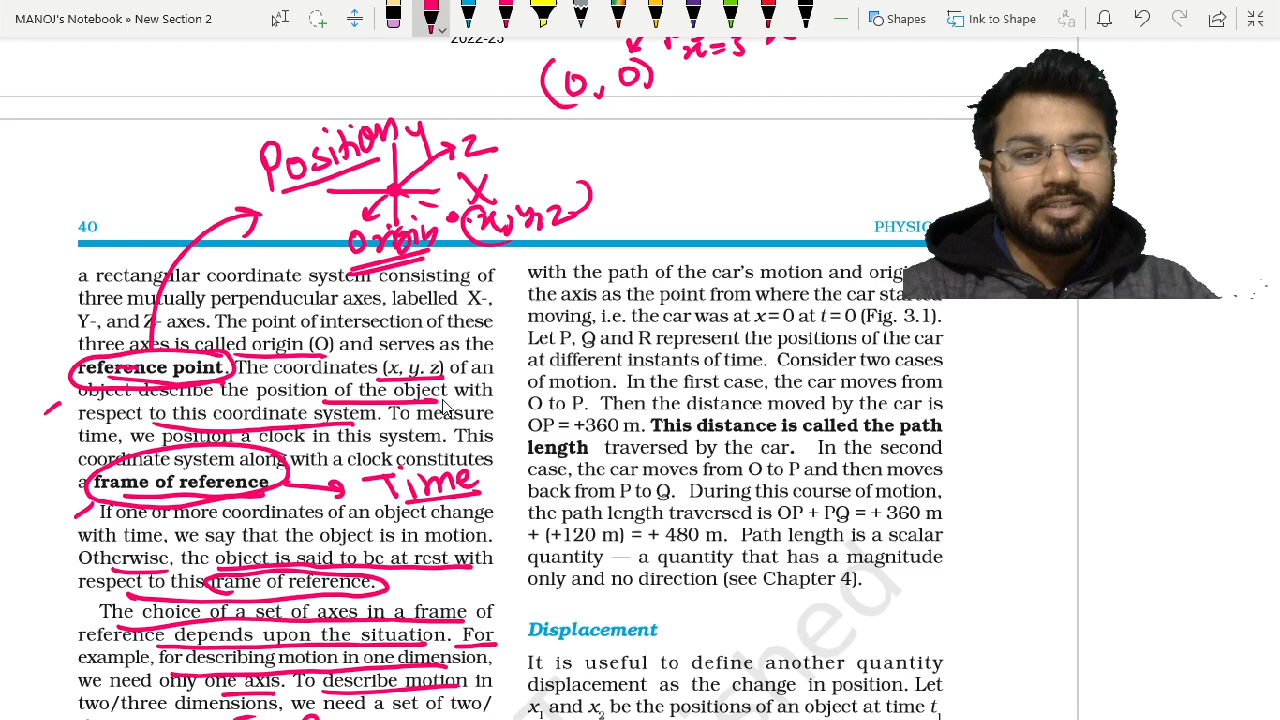 MANOJ's Notebook » New Section 2
Shapes
Ink to Shape
2022-23
(0, 0)
Position
Y
Z
X
Origin
(x, y, z)
40
a rectangular coordinate system consisting of
three mutually perpenducular axes, labelled X-,
Y-, and Z- axes. The point of intersection of these
three axes is called origin (O) and serves as the
reference point. The coordinates (x, y. z) of an
object describe the position of the object with
respect to this coordinate system. To measure
time, we position a clock in this system. This
coordinate system along with a clock constitutes
a frame of reference
Time
If one or more coordinates of an object change
with time, we say that the object is in motion.
Otherwise, the object is said to be at rest with
respect to this frame of reference.
The choice of a set of axes in a frame of
reference depends upon the situation. For
example, for describing motion in one dimension,
we need only one axis. To describe motion in
two/three dimensions, we need a set of two/
with the path of the car's motion and
the axis as the point from where the car started
moving, i.e. the car was at x=0 at t=0 (Fig. 3.1).
Let P, Q and R represent the positions of the car
at different instants of time. Consider two cases
of motion. In the first case, the car moves from
O to P. Then the distance moved by the car is
OP = +360 m. This distance is called the path
length traversed by the car. In the second
case, the car moves from O to P and then moves
back from P to Q. During this course of motion,
the path length traversed is OP + PQ = + 360 m
+ (+120 m) = + 480 m. Path length is a scalar
quantity — a quantity that has a magnitude
only and no direction (see Chapter 4).
Displacement
It is useful to define another quantity
displacement as the change in position. Let
x1 and x2 be the positions of an object at time t1